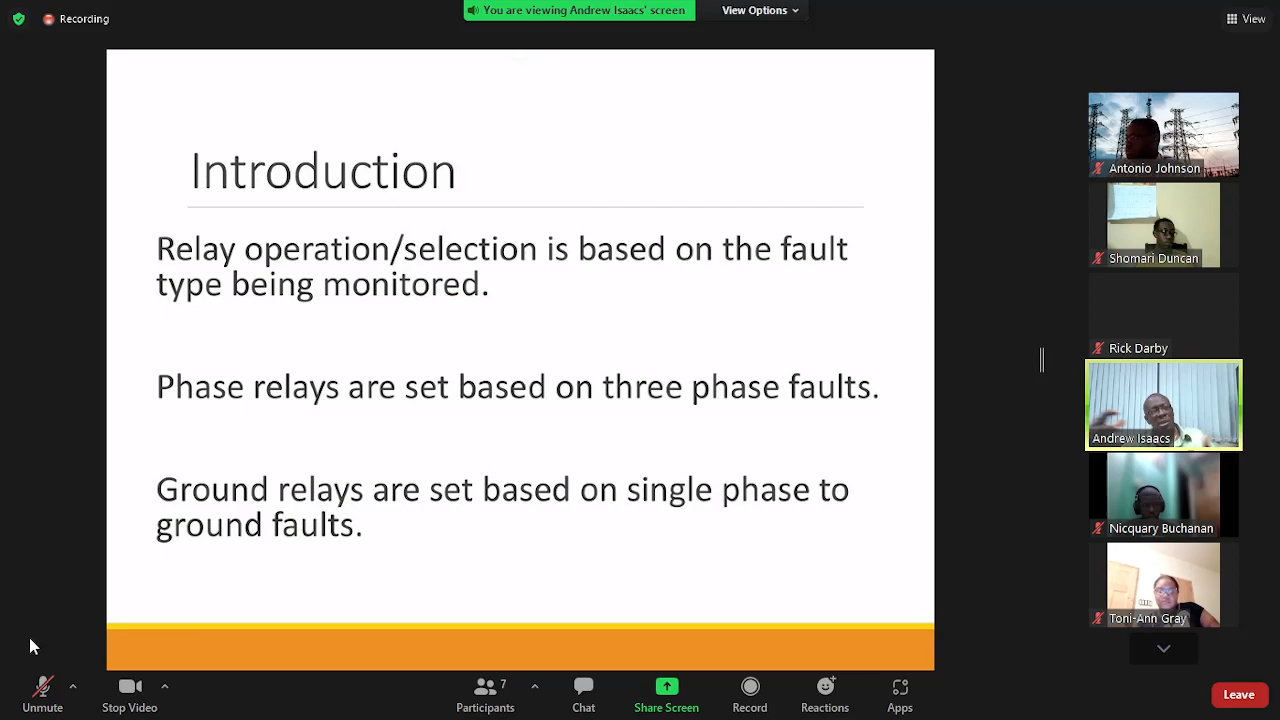 Recording
You are viewing Andrew Isaacs' screen
View Options
View
Introduction
Relay operation/selection is based on the fault
type being monitored.
Phase relays are set based on three phase faults.
Ground relays are set based on single phase to
ground faults.
Antonio Johnson
Shomari Duncan
Rick Darby
Andrew Isaacs
Nicquary Buchanan
Toni-Ann Gray
Unmute
Stop Video
Participants
7
Chat
Share Screen
Record
Reactions
Apps
Leave